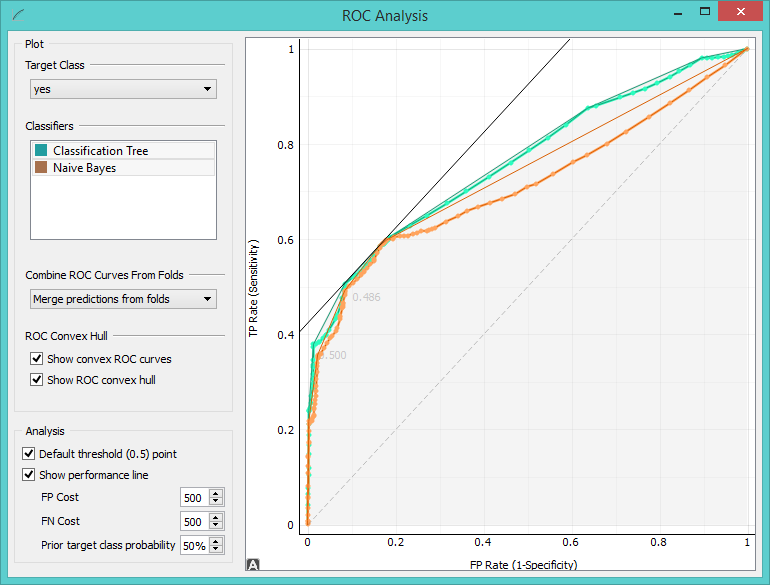 ROC Analysis
Plot
Target Class
yes
Classifiers
Classification Tree
Naive Bayes
Combine ROC Curves From Folds
Merge predictions from folds
ROC Convex Hull
Show convex ROC curves
Show ROC convex hull
Analysis
Default threshold (0.5) point
Show performance line
FP Cost
500
FN Cost
500
Prior target class probability
50%
TP Rate (Sensitivity)
1
0.8
0.6
0.4
0.2
0
0.486
0.500
0
0.2
0.4
0.6
0.8
1
FP Rate (1-Specificity)
A